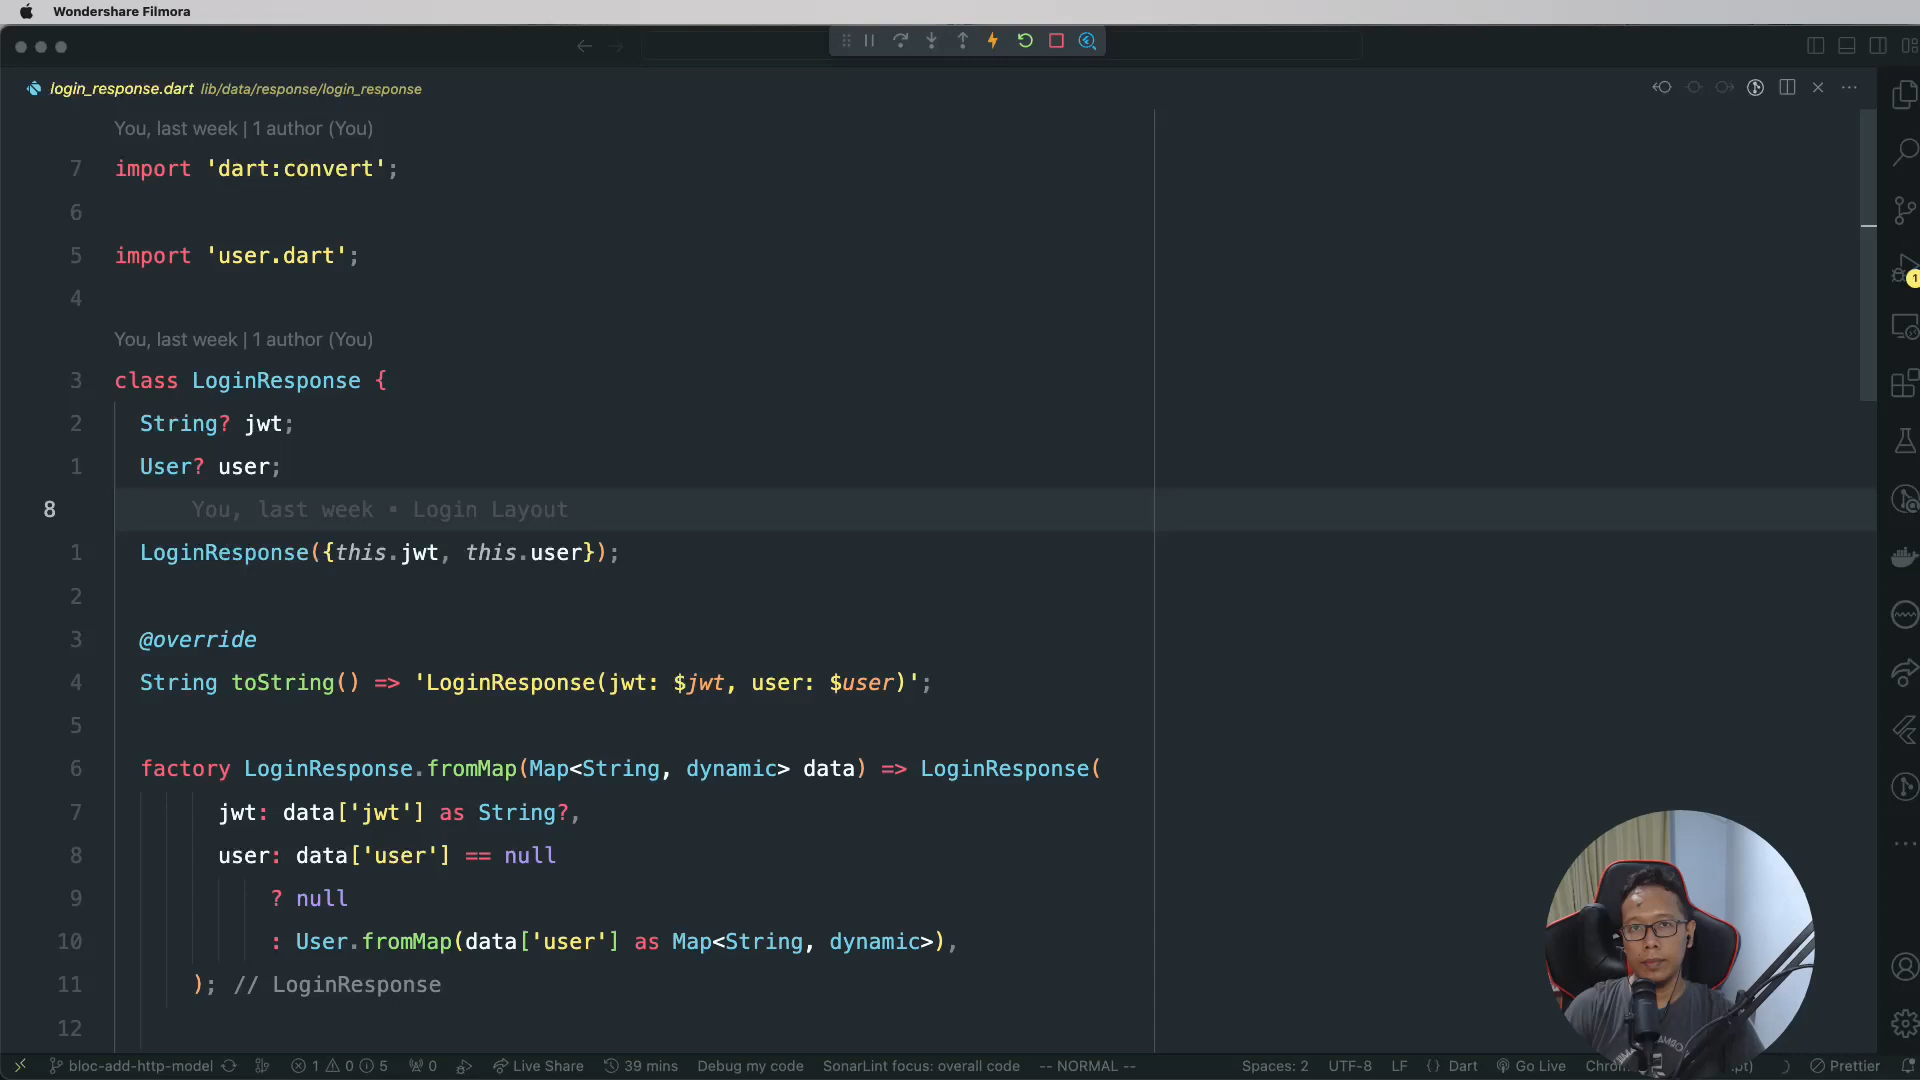 Wondershare Filmora
login_response.dart lib/data/response/login_response
You, last week | 1 author (You)
7 import 'dart:convert';
6
5 import 'user.dart';
4
You, last week | 1 author (You)
3 class LoginResponse {
2 String? jwt;
1 User? user;
8 You, last week • Login Layout
1 LoginResponse({this.jwt, this.user});
2
3 @override
4 String toString() => 'LoginResponse(jwt: $jwt, user: $user)';
5
6 factory LoginResponse.fromMap(Map<String, dynamic> data) => LoginResponse(
7 jwt: data['jwt'] as String?,
8 user: data['user'] == null
9 ? null
10 : User.fromMap(data['user'] as Map<String, dynamic>),
11 ); // LoginResponse
12
1
bloc-add-http-model 1 0 5 0 Live Share 39 mins Debug my code SonarLint focus: overall code -- NORMAL -- Spaces: 2 UTF-8 LF {} Dart Go Live Prettier